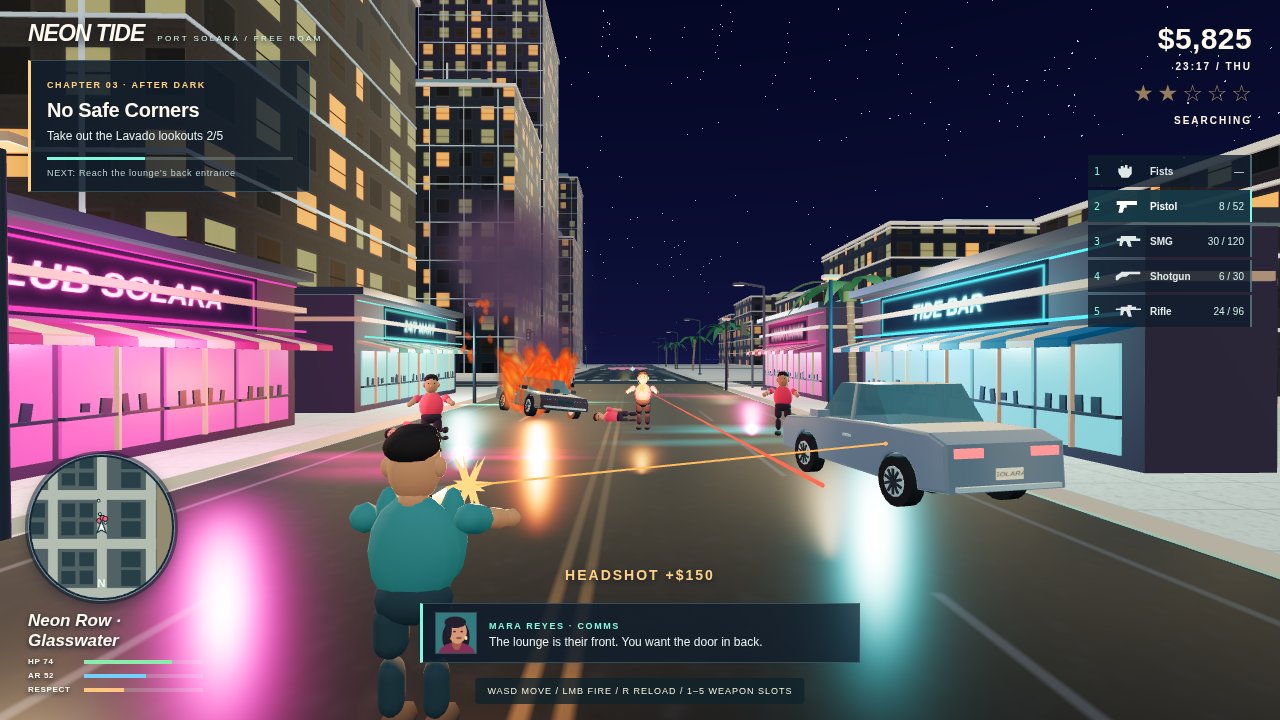 NEON TIDE PORT SOLARA / FREE ROAM
CHAPTER 03 · AFTER DARK
No Safe Corners
Take out the Lavado lookouts 2/5
NEXT: Reach the lounge's back entrance
$5,825
23:17 / THU
★★☆☆☆
SEARCHING
1 Fists —
2 Pistol 8 / 52
3 SMG 30 / 120
4 Shotgun 6 / 30
5 Rifle 24 / 96
LUB SOLARA
TIDE BAR
SOLARA
N
Neon Row ·
Glasswater
HP 74
AR 52
RESPECT
HEADSHOT +$150
MARA REYES · COMMS
The lounge is their front. You want the door in back.
WASD MOVE / LMB FIRE / R RELOAD / 1–5 WEAPON SLOTS